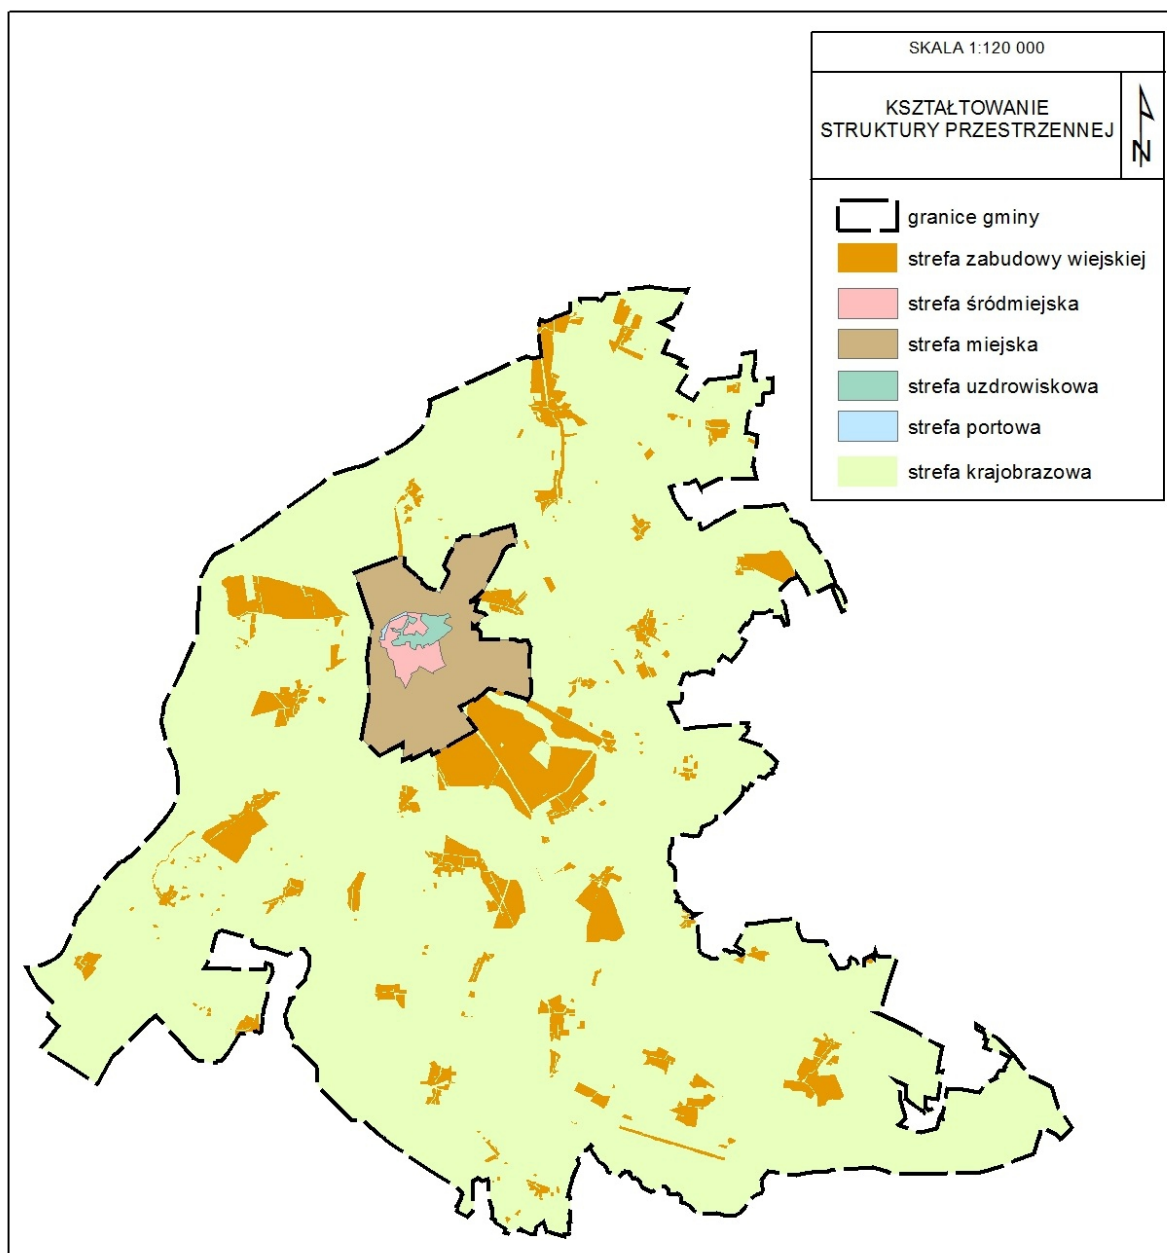 SKALA 1:120 000
KSZTAŁTOWANIE
STRUKTURY PRZESTRZENNEJ
N
granice gminy
strefa zabudowy wiejskiej
strefa śródmiejska
strefa miejska
strefa uzdrowiskowa
strefa portowa
strefa krajobrazowa